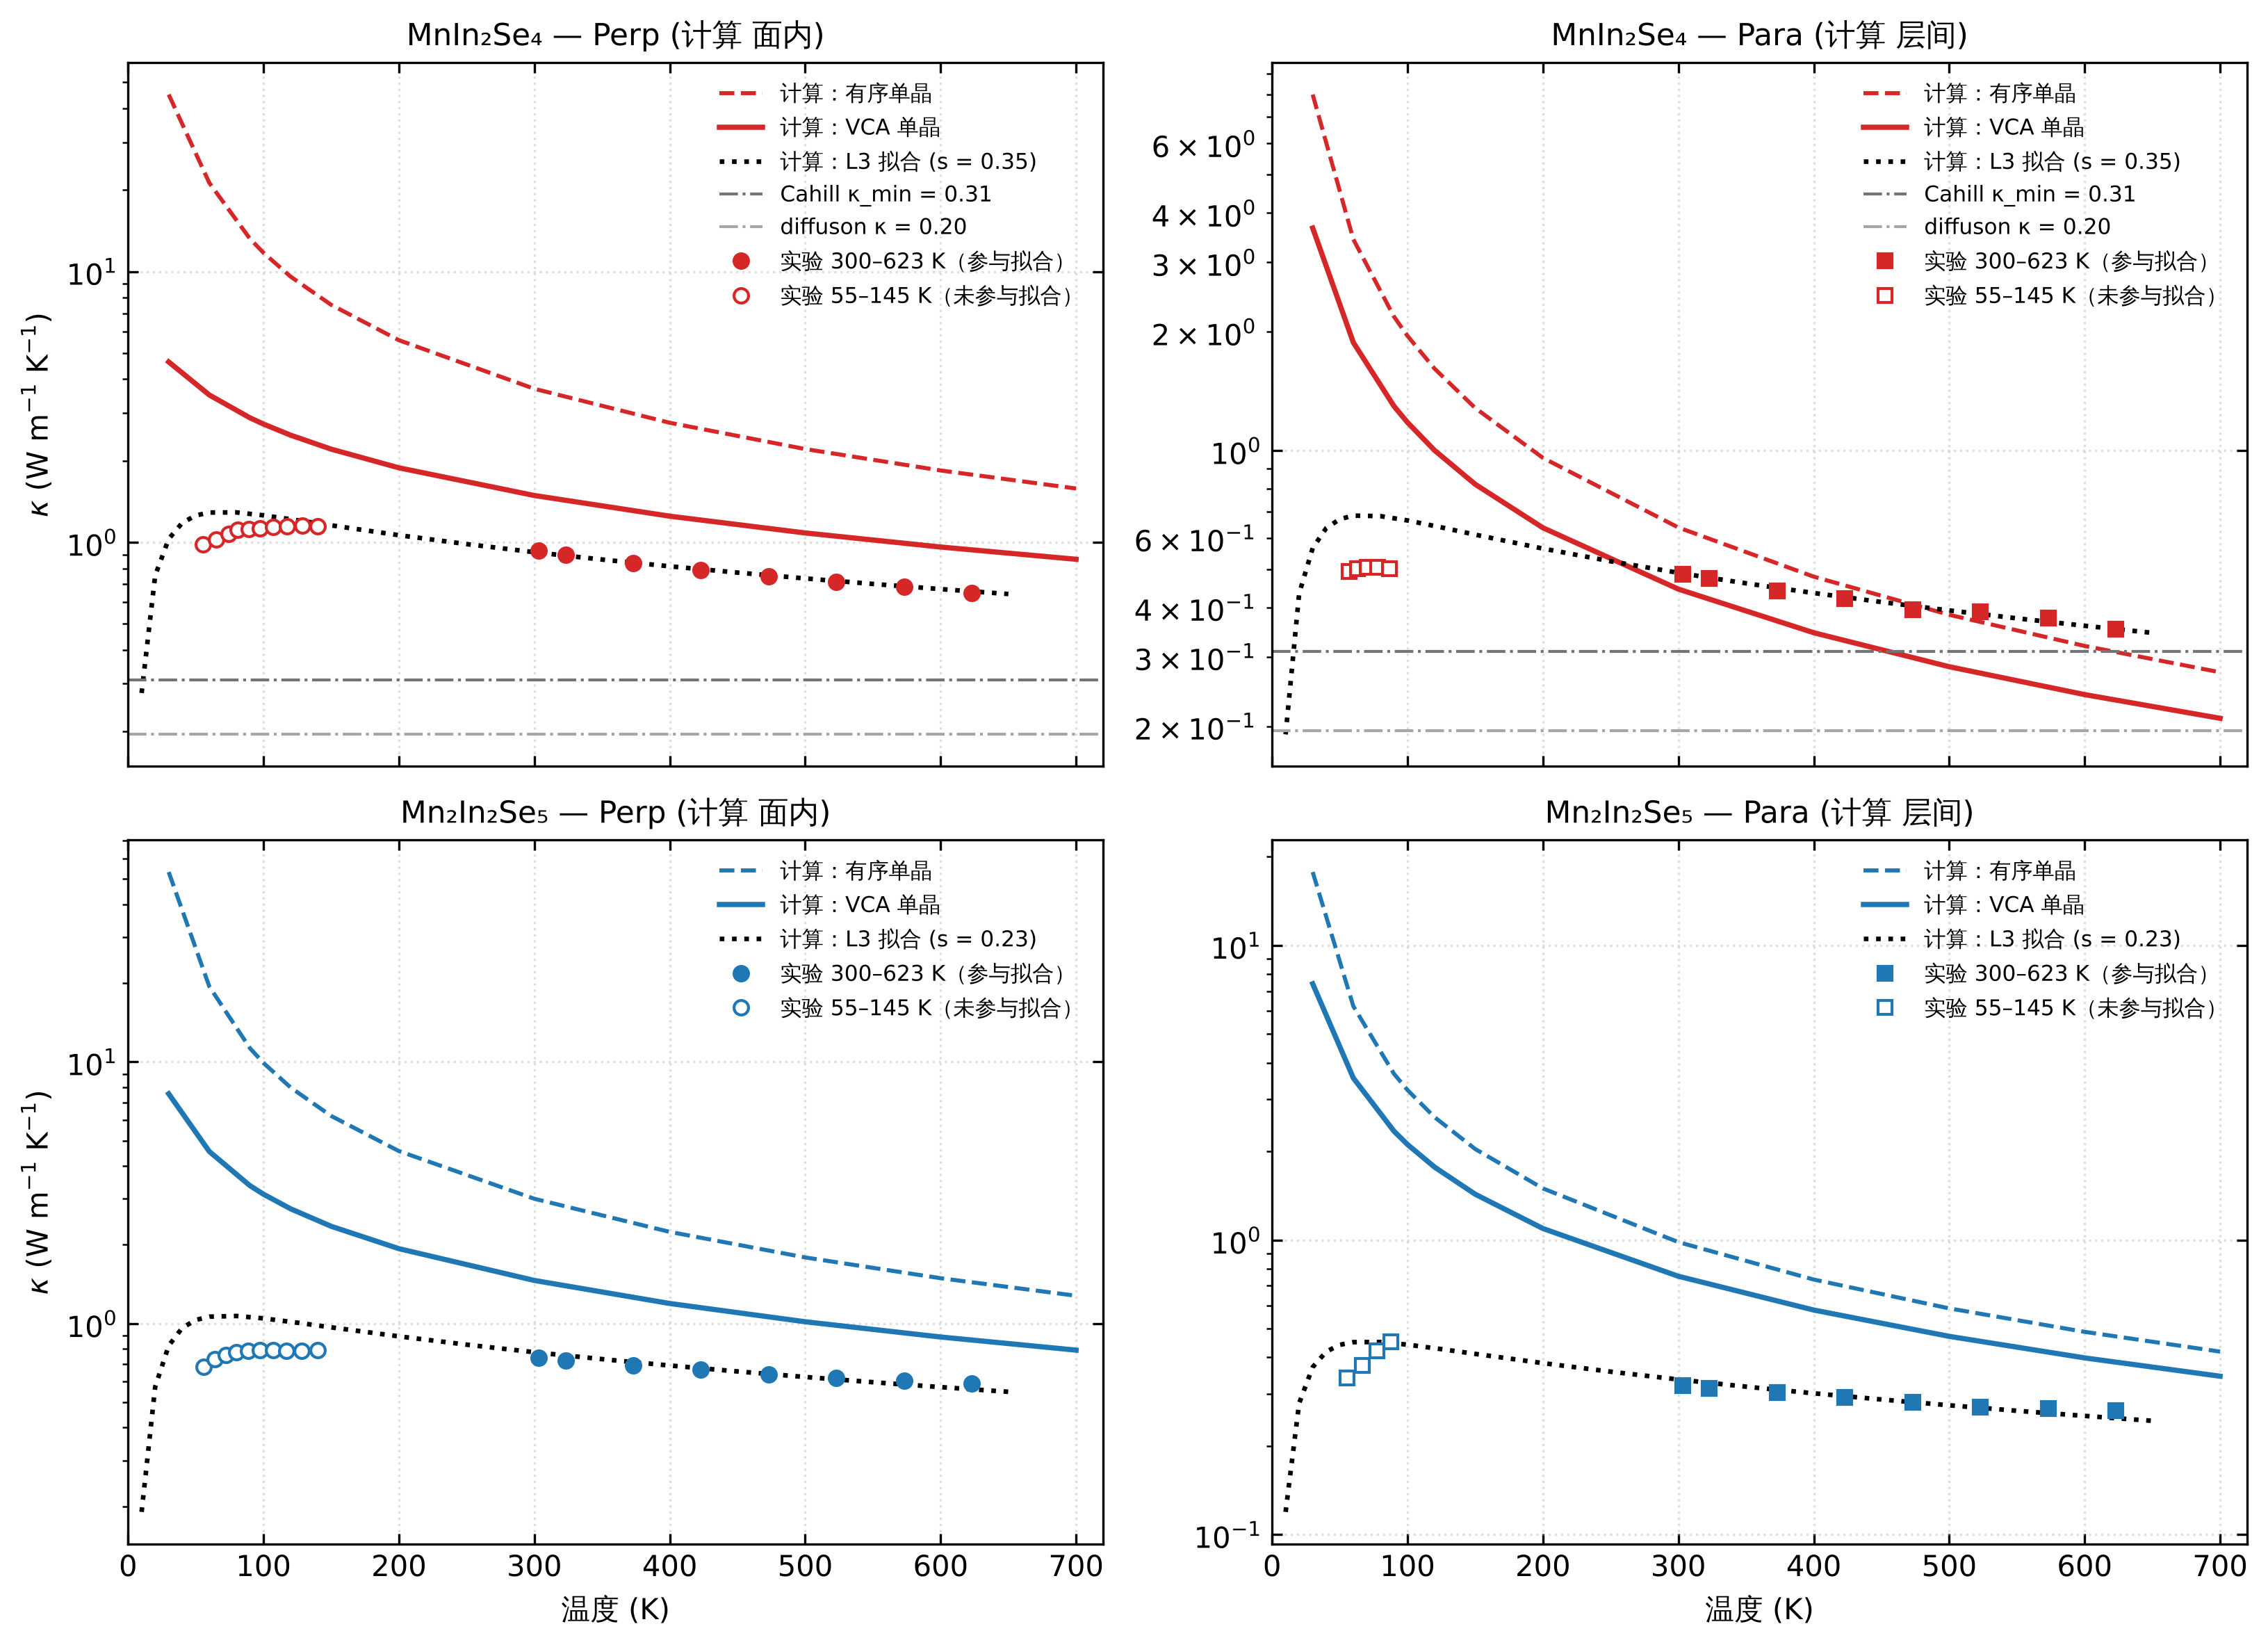 MnIn₂Se₄ — Perp (计算 面内)
κ (W m⁻¹ K⁻¹)
10¹
10⁰
计算：有序单晶
计算：VCA 单晶
计算：L3 拟合 (s = 0.35)
Cahill κ_min = 0.31
diffuson κ = 0.20
实验 300–623 K（参与拟合）
实验 55–145 K（未参与拟合）
MnIn₂Se₄ — Para (计算 层间)
6 × 10⁰
4 × 10⁰
3 × 10⁰
2 × 10⁰
10⁰
6 × 10⁻¹
4 × 10⁻¹
3 × 10⁻¹
2 × 10⁻¹
计算：有序单晶
计算：VCA 单晶
计算：L3 拟合 (s = 0.35)
Cahill κ_min = 0.31
diffuson κ = 0.20
实验 300–623 K（参与拟合）
实验 55–145 K（未参与拟合）
Mn₂In₂Se₅ — Perp (计算 面内)
κ (W m⁻¹ K⁻¹)
10¹
10⁰
计算：有序单晶
计算：VCA 单晶
计算：L3 拟合 (s = 0.23)
实验 300–623 K（参与拟合）
实验 55–145 K（未参与拟合）
0 100 200 300 400 500 600 700
温度 (K)
Mn₂In₂Se₅ — Para (计算 层间)
10¹
10⁰
10⁻¹
计算：有序单晶
计算：VCA 单晶
计算：L3 拟合 (s = 0.23)
实验 300–623 K（参与拟合）
实验 55–145 K（未参与拟合）
0 100 200 300 400 500 600 700
温度 (K)